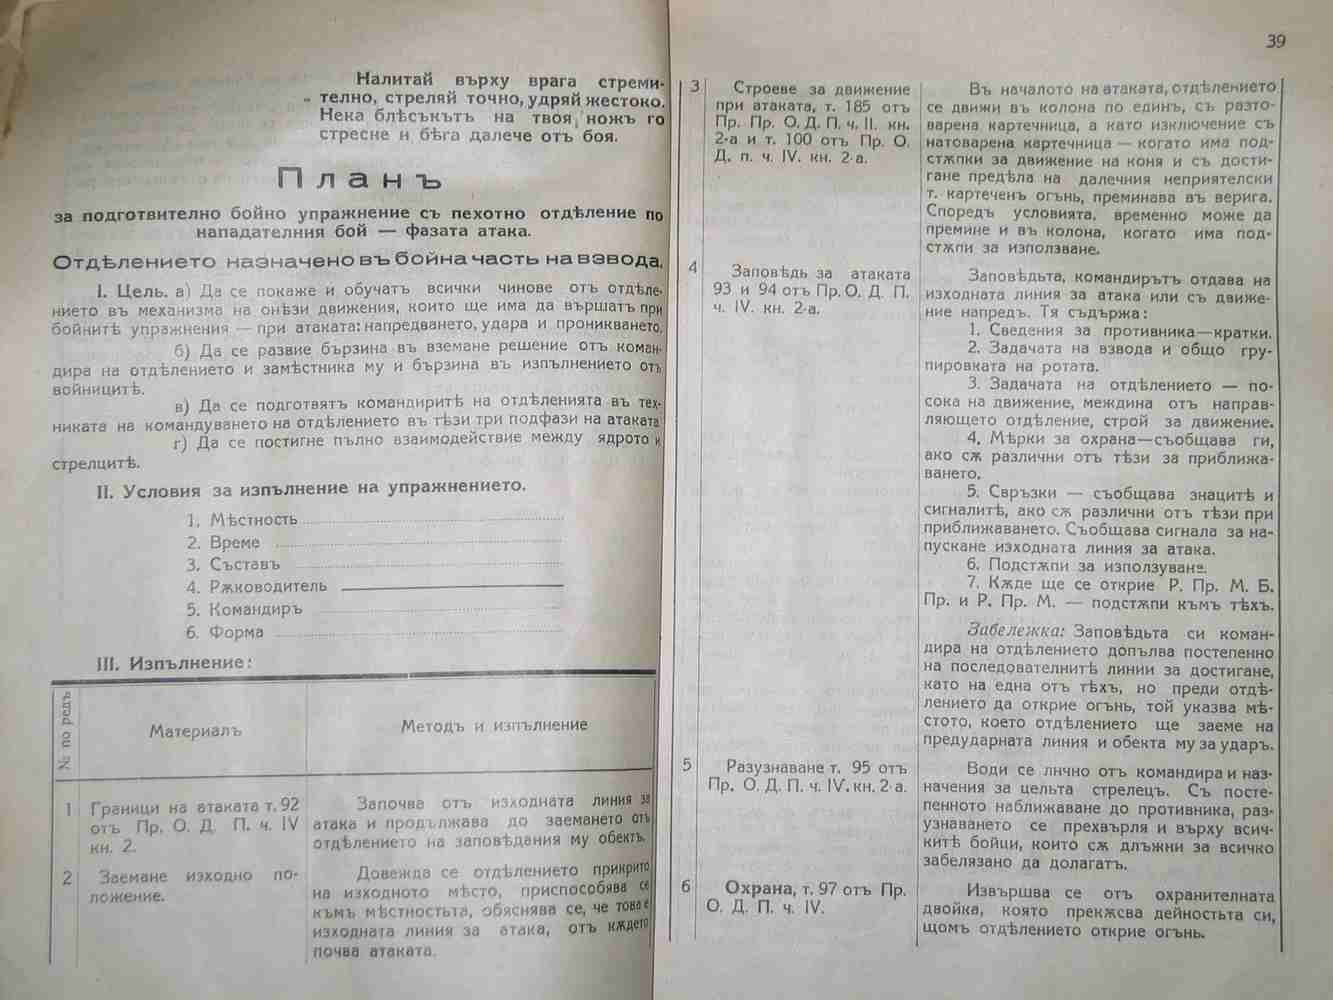 Налитай върху врага стреми-
телно, стреляй точно, удряй жестоко.
Нека блѣсъкътъ на твоя ножъ го
стресне и бѣга далече отъ боя.
Планъ
за подготвително бойно упражнение съ пехотно отдѣление по
нападателния бой — фазата атака.
Отдѣлението назначено въ бойна часть на взвода.
I. Цель. а) Да се покаже и обучатъ всички чинове отъ отдѣле-
нието въ механизма на онѣзи движения, които ще има да вършатъ при
бойнитѣ упражнения — при атаката: напредването, удара и проникването.
б) Да се развие бързина въ вземане решение отъ коман-
дира на отдѣлението и замѣстника му и бързина въ изпълнението отъ
войницитѣ.
в) Да се подготвятъ командиритѣ на отдѣленията въ тех-
никата на командуването на отдѣлението въ тѣзи три подфази на атаката
г) Да се постигне пълно взаимодействие между ядрото и
стрелцитѣ.
II. Условия за изпълнение на упражнението.
1. Мѣстность
2. Време
3. Съставъ
4. Рѫководитель
5. Командиръ
6. Форма
III. Изпълнение:
№ по редъ
Материалъ
Методъ и изпълнение
1
Граници на атаката т. 92
отъ Пр. О. Д. П. ч. IV
кн. 2.
Започва отъ изходната линия за
атака и продължава до заемането отъ
отдѣлението на заповѣдания му обектъ.
2
Заемане изходно по-
ложение.
Довежда се отдѣлението прикрито
на изходното мѣсто, приспособява се
къмъ мѣстностьта, обяснява се, че това е
изходната линия за атака, отъ кѫдето
почва атаката.
39
3
Строеве за движение
при атаката, т. 185 отъ
Пр. Пр. О. Д. П. ч. II. кн.
2-а и т. 100 отъ Пр. О.
Д. п. ч. IV. кн. 2-а.
Въ началото на атаката, отдѣлението
се движи въ колона по единъ, съ разто-
варена картечница, а като изключение съ
натоварена картечница — когато има под-
стѫпки за движение на коня и съ дости-
гане предѣла на далечния неприятелски
т. картеченъ огънь, преминава въ верига.
Споредъ условията, временно може да
премине и въ колона, когато има под-
стѫпи за използване.
4
Заповѣдь за атаката
93 и 94 отъ Пр. О. Д. П.
ч. IV. кн. 2-а.
Заповѣдьта, командирътъ отдава на
изходната линия за атака или съ движе-
ние напредъ. Тя съдържа:
1. Сведения за противника—кратки.
2. Задачата на взвода и общо гру-
пировката на ротата.
3. Задачата на отдѣлението — по-
сока на движение, междина отъ направ-
ляющето отдѣление, строй за движение.
4. Мѣрки за охрана—съобщава ги,
ако сѫ различни отъ тѣзи за приближа-
ването.
5. Свръзки — съобщава знацитѣ и
сигналитѣ, ако сѫ различни отъ тѣзи при
приближаването. Съобщава сигнала за на-
пускане изходната линия за атака.
6. Подстѫпи за използуване.
7. Кѫде ще се открие Р. Пр. М. Б.
Пр. и Р. Пр. М. — подстѫпи къмъ тѣхъ.
Забележка: Заповѣдьта си коман-
дира на отдѣлението допълва постепенно
на последователнитѣ линии за достигане,
като на една отъ тѣхъ, но преди отдѣ-
лението да открие огънь, той указва мѣ-
стото, което отдѣлението ще заеме на
предударната линия и обекта му за ударъ.
5
Разузнаване т. 95 отъ
Пр. О. Д. П. ч. IV. кн. 2-а.
Води се лично отъ командира и наз-
начения за цельта стрелецъ. Съ посте-
пенното наближаване до противника, раз-
узнаването се прехвърля и върху всич-
китѣ бойци, които сѫ длъжни за всичко
забелязано да долагатъ.
6
Охрана, т. 97 отъ Пр.
О. Д. П. ч. IV.
Извършва се отъ охранителната
двойка, която прекѫсва дейностьта си,
щомъ отдѣлението открие огънь.